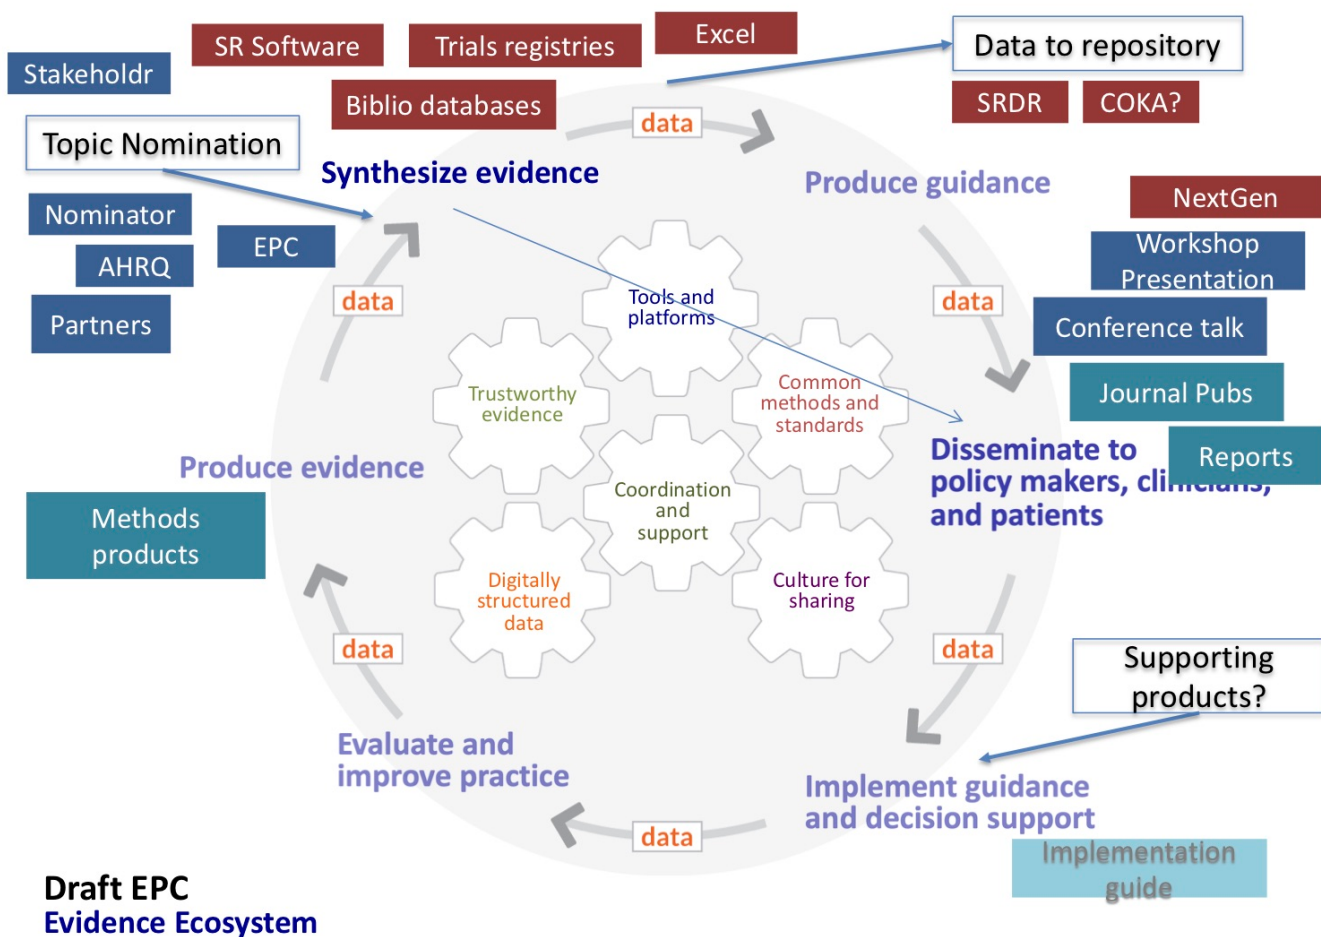 Stakeholdr
SR Software
Trials registries
Excel
Data to repository
Biblio databases
SRDR
COKA?
data
Topic Nomination
Synthesize evidence
Produce guidance
Nominator
EPC
AHRQ
Partners
data
NextGen
Workshop
Presentation
Conference talk
data
Journal Pubs
Reports
Tools and
platforms
Trustworthy
evidence
Common
methods and
standards
Coordination
and
support
Digitally
structured
data
Culture for
sharing
Produce evidence
Disseminate to
policy makers, clinicians,
and patients
Methods
products
data
data
Supporting
products?
Evaluate and
improve practice
Implement guidance
and decision support
data
Implementation
guide
Draft EPC
Evidence Ecosystem